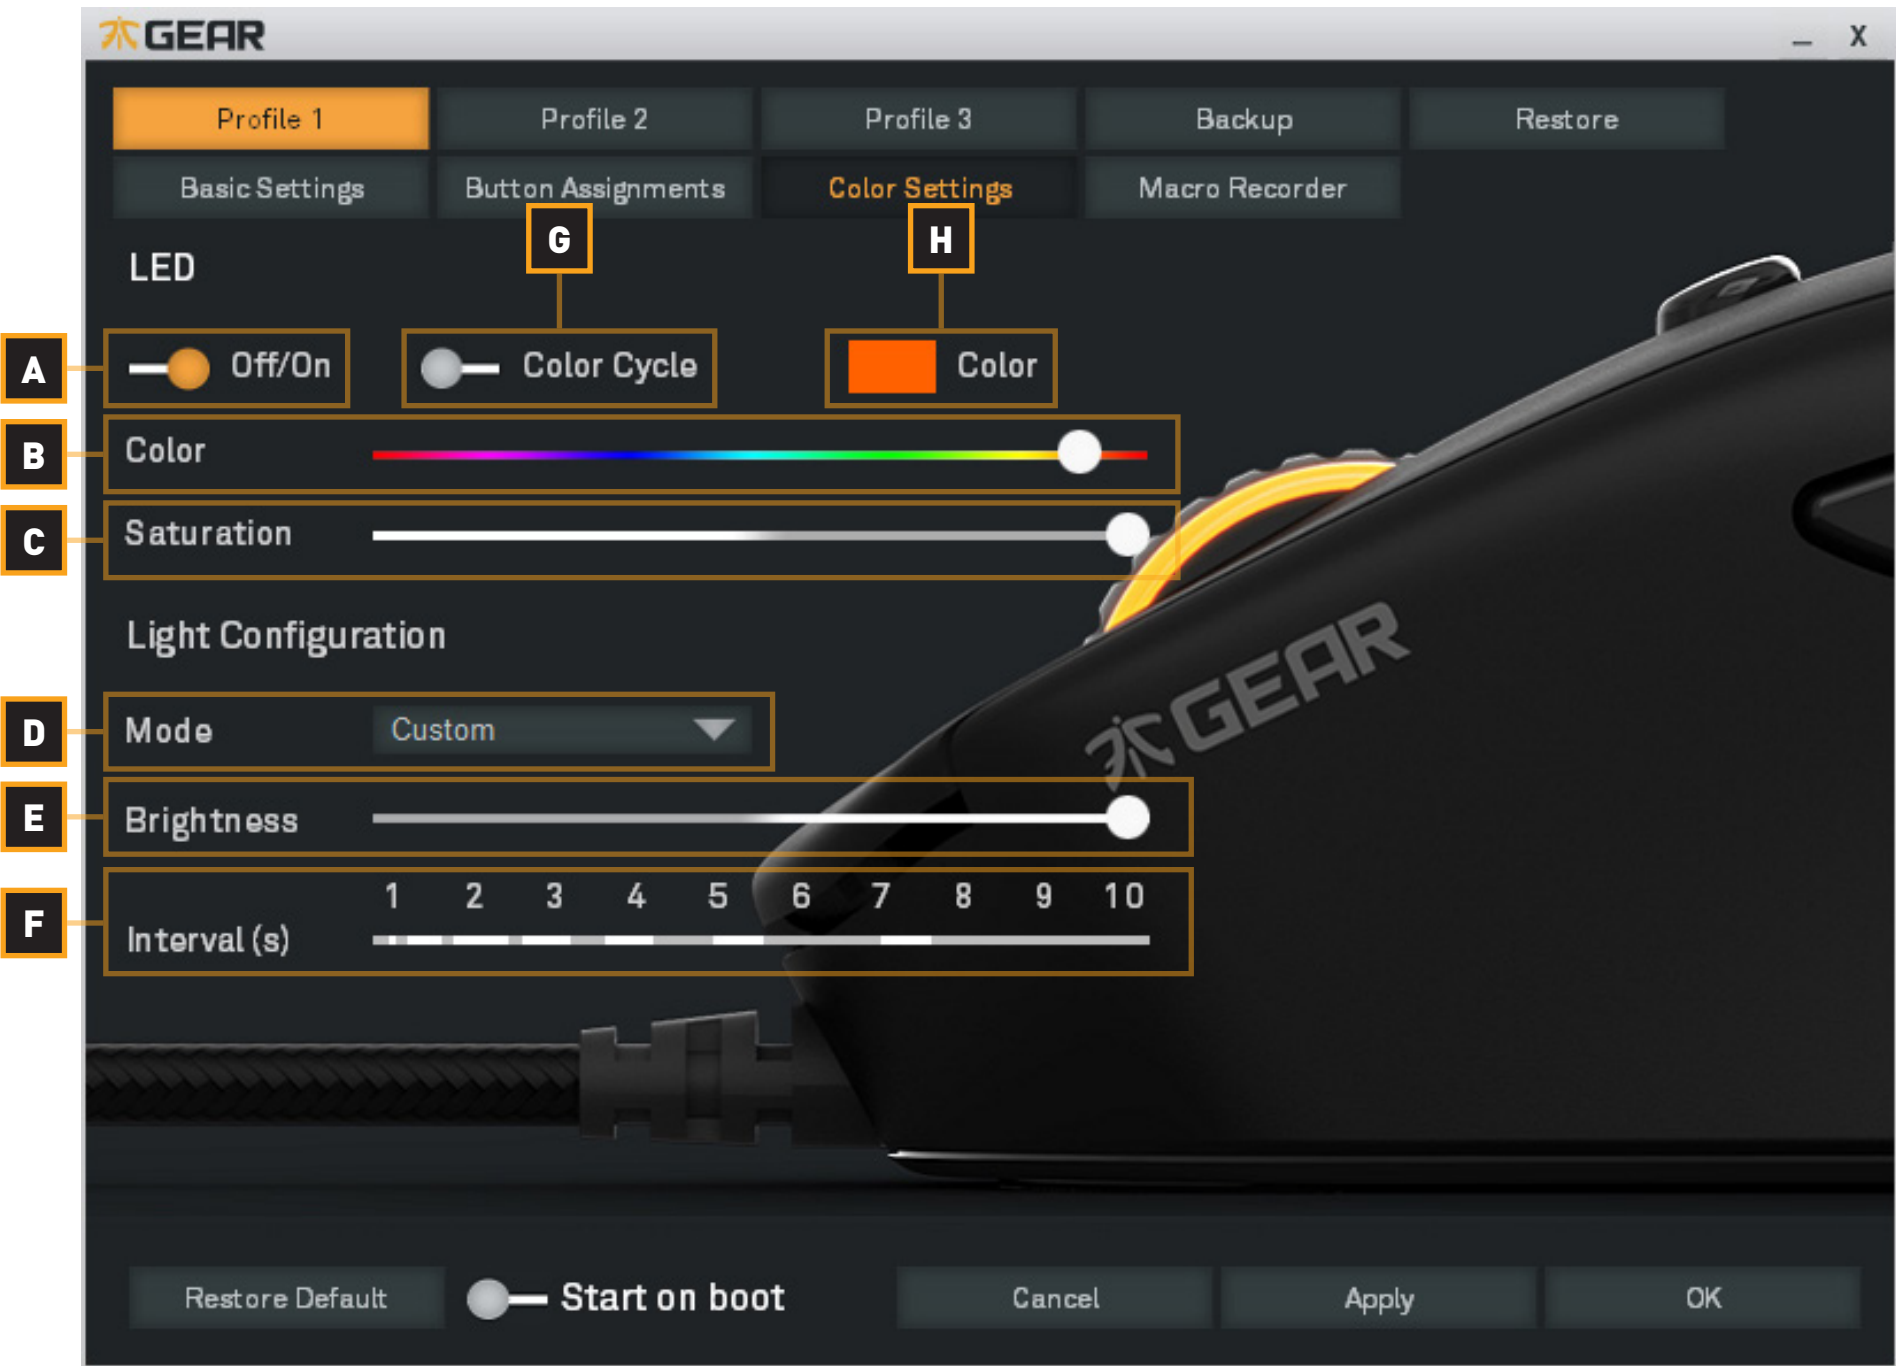 GEAR
_ X
Profile 1 Profile 2 Profile 3 Backup Restore
Basic Settings Button Assignments Color Settings Macro Recorder
G H
LED
A Off/On Color Cycle Color
B Color
C Saturation
Light Configuration
GEAR
D Mode Custom
E Brightness
1 2 3 4 5 6 7 8 9 10
F Interval (s)
Restore Default Start on boot Cancel Apply OK